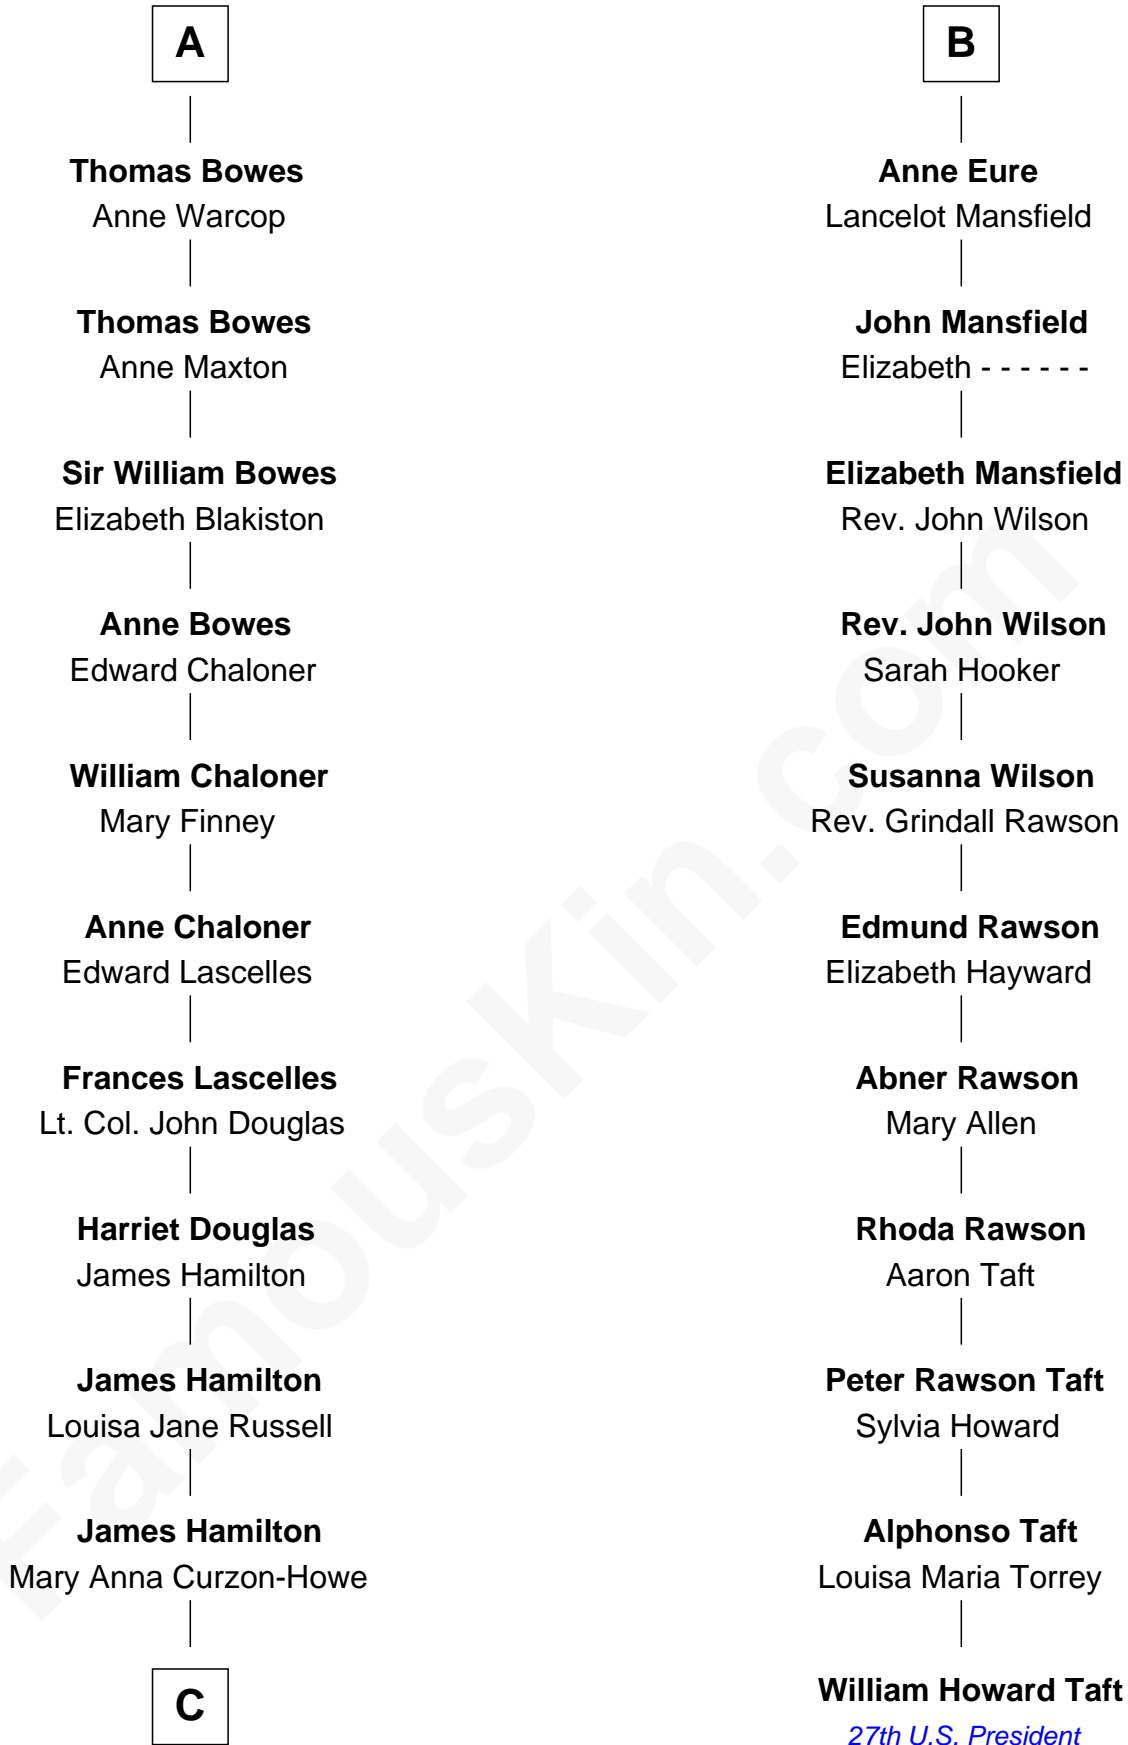 A
Thomas Bowes
Anne Warcop
Thomas Bowes
Anne Maxton
Sir William Bowes
Elizabeth Blakiston
Anne Bowes
Edward Chaloner
William Chaloner
Mary Finney
Anne Chaloner
Edward Lascelles
Frances Lascelles
Lt. Col. John Douglas
Harriet Douglas
James Hamilton
James Hamilton
Louisa Jane Russell
James Hamilton
Mary Anna Curzon-Howe
C
B
Anne Eure
Lancelot Mansfield
John Mansfield
Elizabeth - - - - - -
Elizabeth Mansfield
Rev. John Wilson
Rev. John Wilson
Sarah Hooker
Susanna Wilson
Rev. Grindall Rawson
Edmund Rawson
Elizabeth Hayward
Abner Rawson
Mary Allen
Rhoda Rawson
Aaron Taft
Peter Rawson Taft
Sylvia Howard
Alphonso Taft
Louisa Maria Torrey
William Howard Taft
27th U.S. President
FamousKin.com